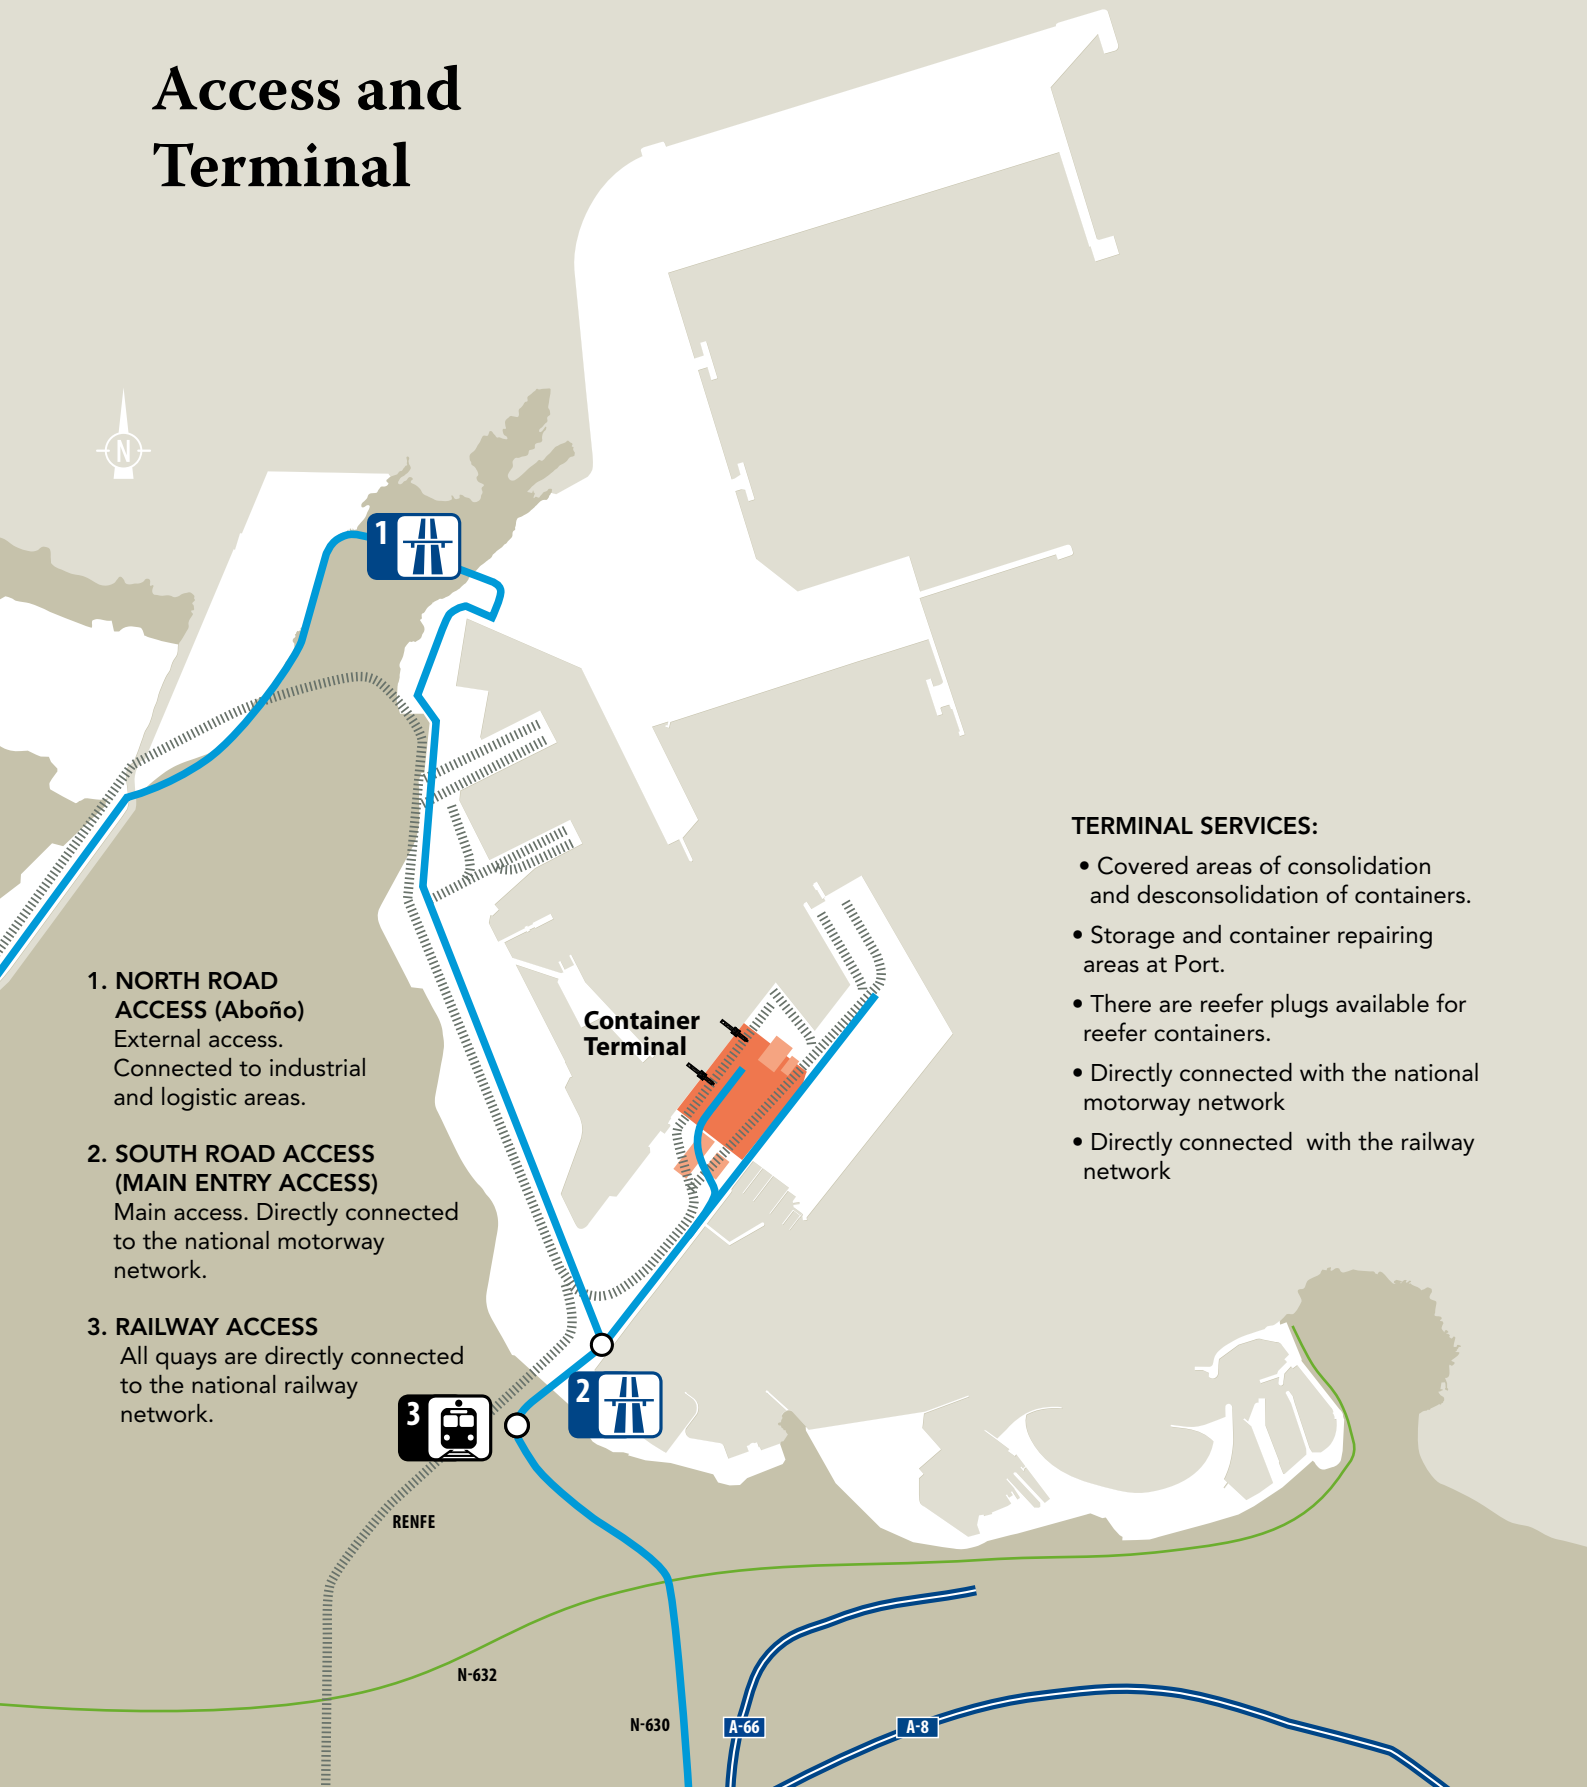 Access and
Terminal
N
1
1. NORTH ROAD
ACCESS (Aboño)
External access.
Connected to industrial
and logistic areas.
2. SOUTH ROAD ACCESS
(MAIN ENTRY ACCESS)
Main access. Directly connected
to the national motorway
network.
3. RAILWAY ACCESS
All quays are directly connected
to the national railway
network.
Container
Terminal
TERMINAL SERVICES:
• Covered areas of consolidation
and desconsolidation of containers.
• Storage and container repairing
areas at Port.
• There are reefer plugs available for
reefer containers.
• Directly connected with the national
motorway network
• Directly connected  with the railway
network
2
3
RENFE
N-632
N-630
A-66
A-8